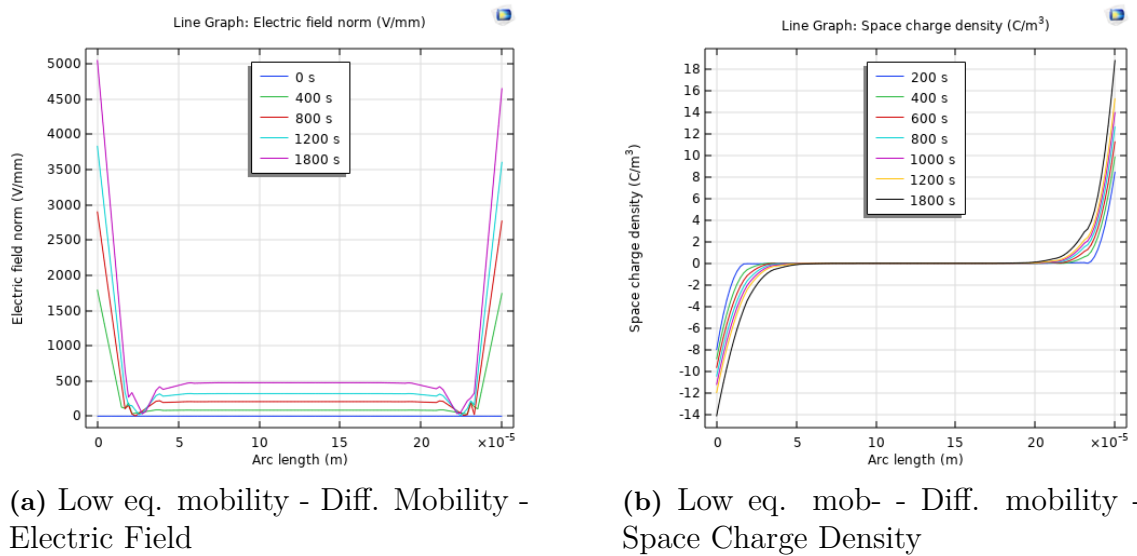 Line Graph: Electric field norm (V/mm)
Electric field norm (V/mm)
5000
4500
4000
3500
3000
2500
2000
1500
1000
500
0
0 s
400 s
800 s
1200 s
1800 s
0 5 10 15 20 ×10⁻⁵
Arc length (m)
(a) Low eq. mobility - Diff. Mobility -
Electric Field
Line Graph: Space charge density (C/m³)
Space charge density (C/m³)
18
16
14
12
10
8
6
4
2
0
-2
-4
-6
-8
-10
-12
-14
200 s
400 s
600 s
800 s
1000 s
1200 s
1800 s
0 5 10 15 20 ×10⁻⁵
Arc length (m)
(b) Low eq. mob- - Diff. mobility -
Space Charge Density